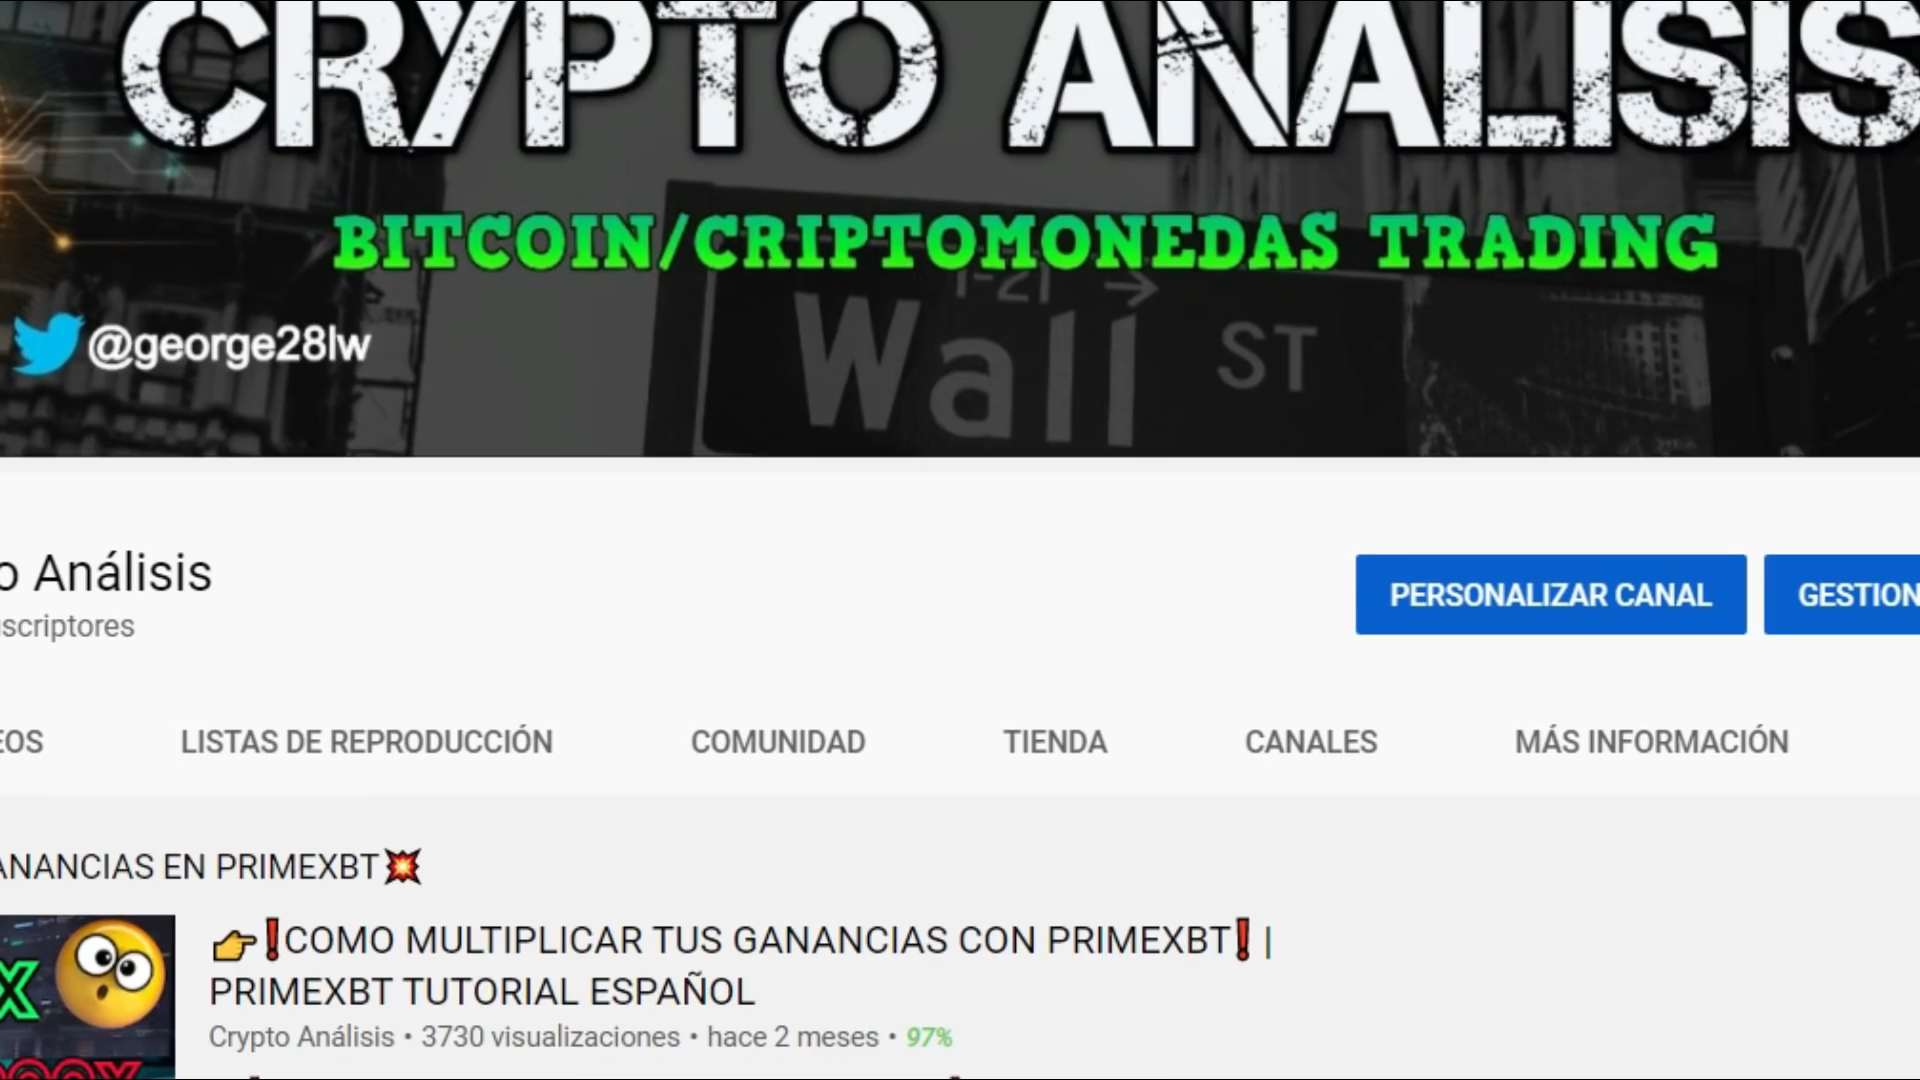 CRYPTO ANALISIS
BITCOIN/CRIPTOMONEDAS TRADING
1-21 →
Wall ST
@george28lw
o Análisis
scriptores
PERSONALIZAR CANAL
GESTION
EOS
LISTAS DE REPRODUCCIÓN
COMUNIDAD
TIENDA
CANALES
MÁS INFORMACIÓN
ANANCIAS EN PRIMEXBT💥
👉❗COMO MULTIPLICAR TUS GANANCIAS CON PRIMEXBT❗ |
PRIMEXBT TUTORIAL ESPAÑOL
Crypto Análisis • 3730 visualizaciones • hace 2 meses • 97%
X